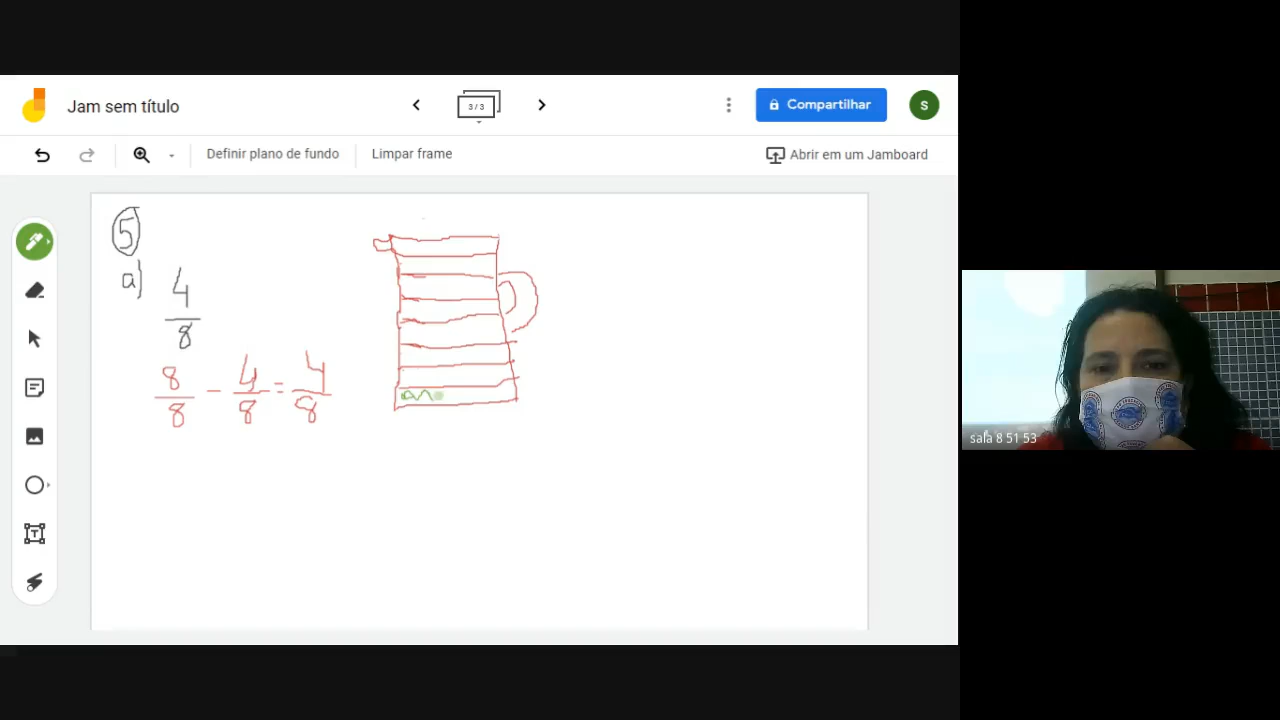 Jam sem título
3 / 3
Compartilhar
S
Definir plano de fundo
Limpar frame
Abrir em um Jamboard
5
a) 4/8
8/8 - 4/8 = 4/8
sala 8 51 53